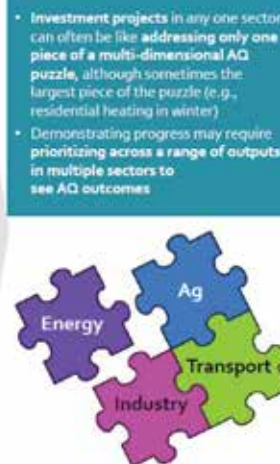 • Investment projects in any one sector
can often be like addressing only one
piece of a multi-dimensional AQ
puzzle, although sometimes the
largest piece of the puzzle (e.g.,
residential heating in winter)
• Demonstrating progress may require
prioritizing across a range of outputs
in multiple sectors to
see AQ outcomes
Ag
Energy
Transport
Industry